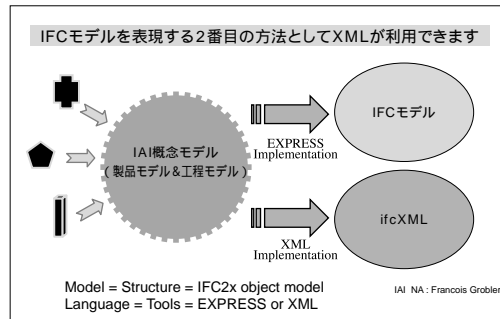 IFCモデルを表現する2番目の方法としてXMLが利用できます
IAI概念モデル
(製品モデル&工程モデル)
EXPRESS
Implementation
IFCモデル
XML
Implementation
ifcXML
Model = Structure = IFC2x object model
Language = Tools = EXPRESS or XML
IAI NA : Francois Grobler